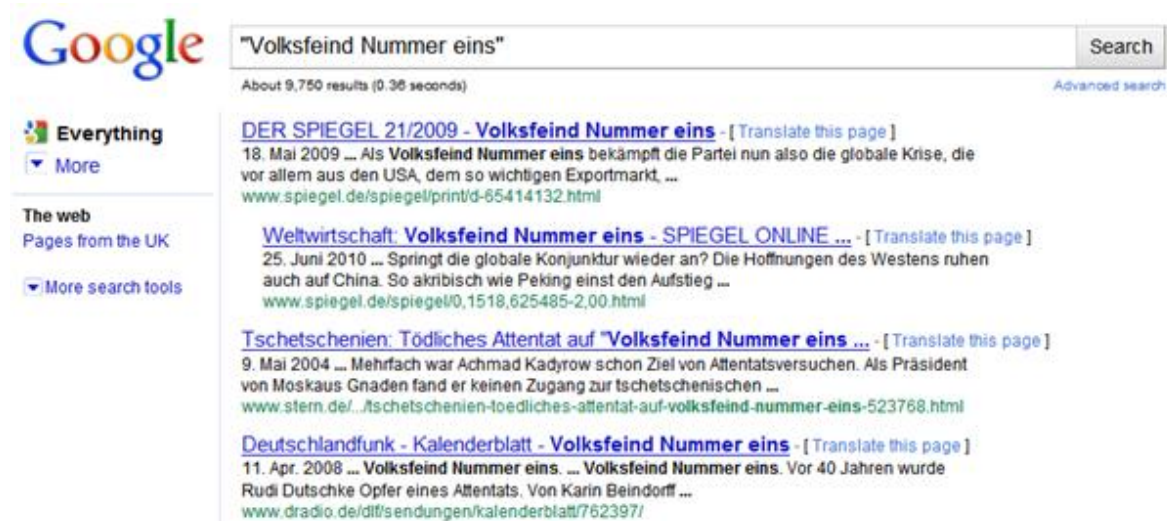 Google
"Volksfeind Nummer eins"
Search
About 9,750 results (0.36 seconds)
Advanced search
Everything
More
The web
Pages from the UK
More search tools
DER SPIEGEL 21/2009 - Volksfeind Nummer eins - [ Translate this page ]
18. Mai 2009 ... Als Volksfeind Nummer eins bekämpft die Partei nun also die globale Krise, die
vor allem aus den USA, dem so wichtigen Exportmarkt, ...
www.spiegel.de/spiegel/print/d-65414132.html
Weltwirtschaft: Volksfeind Nummer eins - SPIEGEL ONLINE ... - [ Translate this page ]
25. Juni 2010 ... Springt die globale Konjunktur wieder an? Die Hoffnungen des Westens ruhen
auch auf China. So akribisch wie Peking einst den Aufstieg ...
www.spiegel.de/spiegel/0,1518,625485-2,00.html
Tschetschenien: Tödliches Attentat auf "Volksfeind Nummer eins ... - [ Translate this page ]
9. Mai 2004 ... Mehrfach war Achmad Kadyrow schon Ziel von Attentatsversuchen. Als Präsident
von Moskaus Gnaden fand er keinen Zugang zur tschetschenischen ...
www.stern.de/.../tschetschenien-toedliches-attentat-auf-volksfeind-nummer-eins-523768.html
Deutschlandfunk - Kalenderblatt - Volksfeind Nummer eins - [ Translate this page ]
11. Apr. 2008 ... Volksfeind Nummer eins. ... Volksfeind Nummer eins. Vor 40 Jahren wurde
Rudi Dutschke Opfer eines Attentats. Von Karin Beindorff ...
www.dradio.de/dlf/sendungen/kalenderblatt/762397/